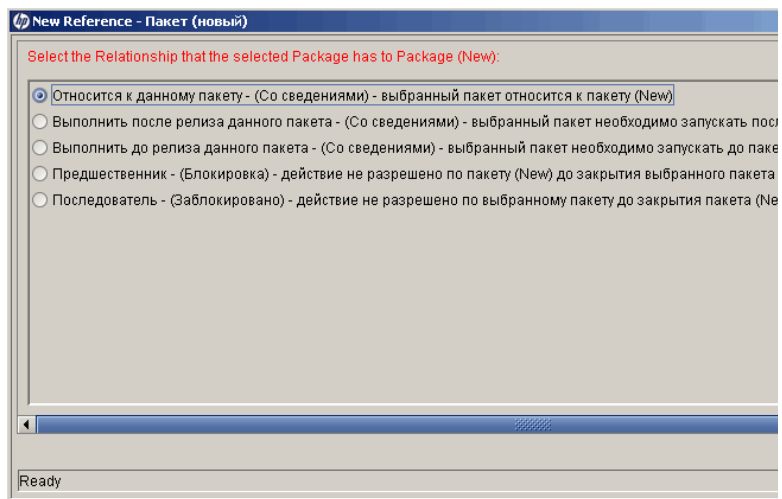 hp New Reference - Пакет (новый)
Select the Relationship that the selected Package has to Package (New):
Относится к данному пакету - (Со сведениями) - выбранный пакет относится к пакету (New)
Выполнить после релиза данного пакета - (Со сведениями) - выбранный пакет необходимо запускать
Выполнить до релиза данного пакета - (Со сведениями) - выбранный пакет необходимо запускать до
Предшественник - (Блокировка) - действие не разрешено по пакету (New) до закрытия выбранного пакета
Последователь - (Заблокировано) - действие не разрешено по выбранному пакету до закрытия пакета
Ready